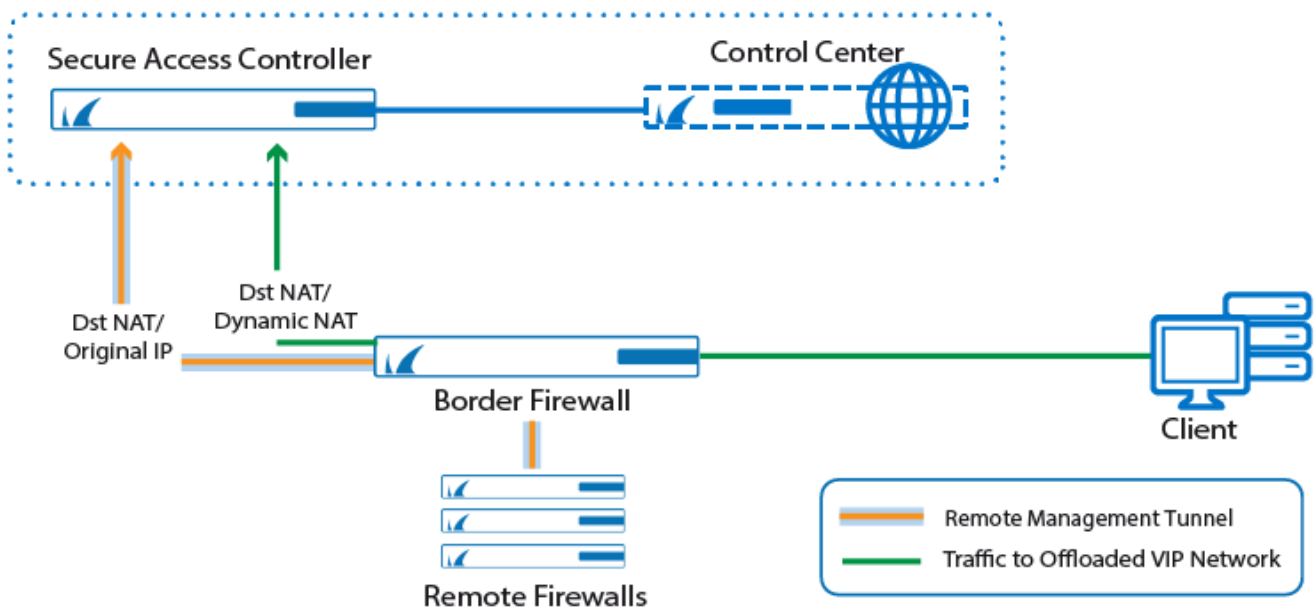 Secure Access Controller
Control Center
Dst NAT/
Original IP
Dst NAT/
Dynamic NAT
Border Firewall
Client
Remote Firewalls
Remote Management Tunnel
Traffic to Offloaded VIP Network